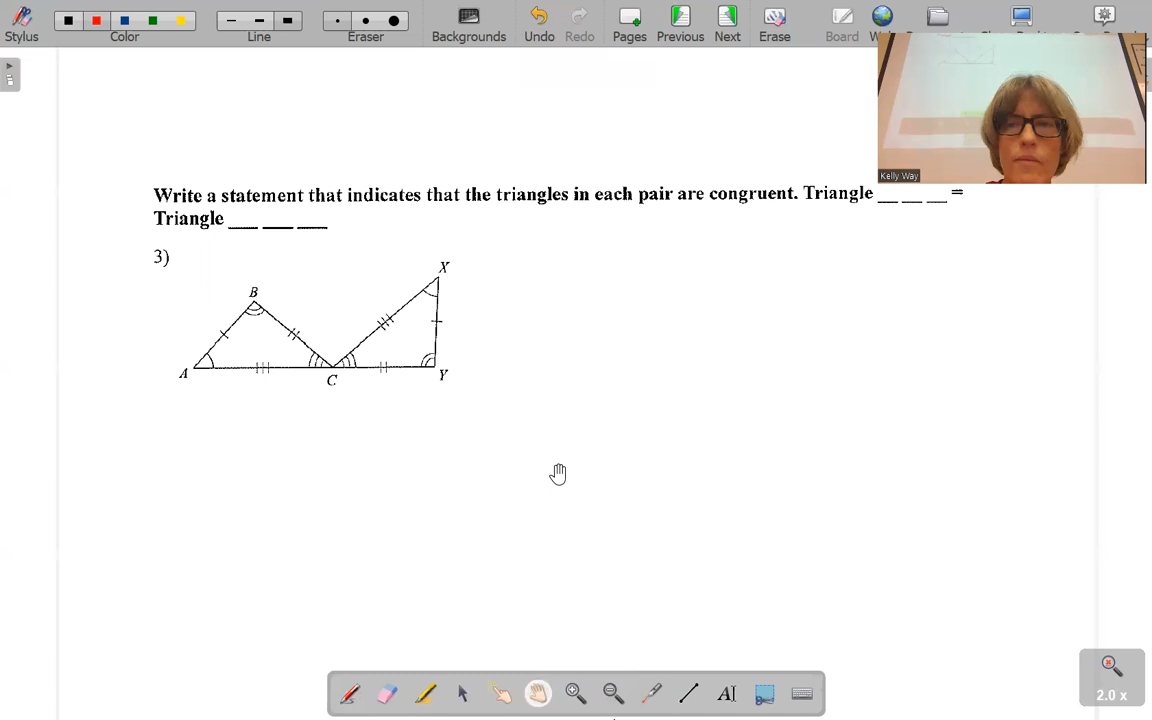 Stylus
Color
Line
Eraser
Backgrounds
Undo
Redo
Pages
Previous
Next
Erase
Board
Kelly Way
Write a statement that indicates that the triangles in each pair are congruent. Triangle __ __ __ =
Triangle ___ ___ ___
3)
X
B
A
C
Y
2.0 x